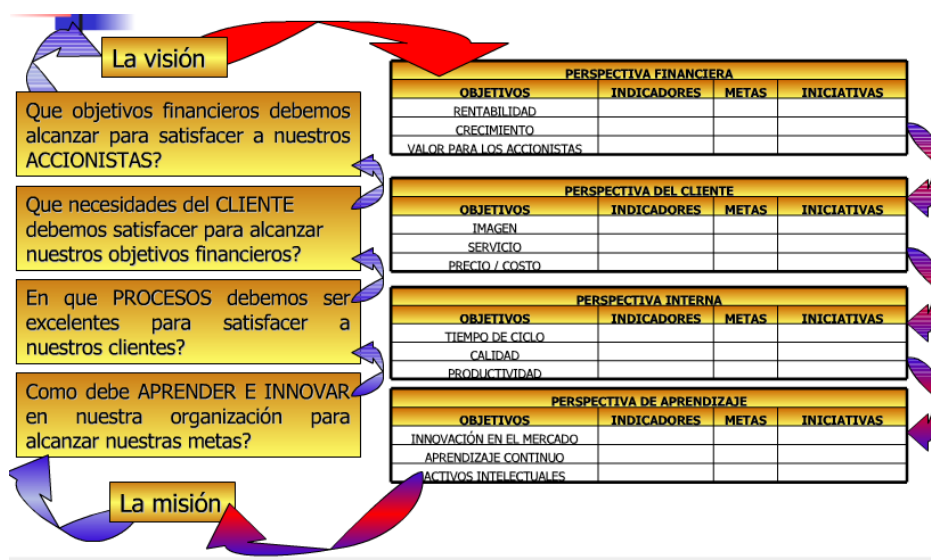 La visión
Que objetivos financieros debemos
alcanzar para satisfacer a nuestros
ACCIONISTAS?
Que necesidades del CLIENTE
debemos satisfacer para alcanzar
nuestros objetivos financieros?
En que PROCESOS debemos ser
excelentes para satisfacer a
nuestros clientes?
Como debe APRENDER E INNOVAR
en nuestra organización para
alcanzar nuestras metas?
La misión
PERSPECTIVA FINANCIERA
OBJETIVOS INDICADORES METAS INICIATIVAS
RENTABILIDAD
CRECIMIENTO
VALOR PARA LOS ACCIONISTAS
PERSPECTIVA DEL CLIENTE
OBJETIVOS INDICADORES METAS INICIATIVAS
IMAGEN
SERVICIO
PRECIO / COSTO
PERSPECTIVA INTERNA
OBJETIVOS INDICADORES METAS INICIATIVAS
TIEMPO DE CICLO
CALIDAD
PRODUCTIVIDAD
PERSPECTIVA DE APRENDIZAJE
OBJETIVOS INDICADORES METAS INICIATIVAS
INNOVACIÓN EN EL MERCADO
APRENDIZAJE CONTINUO
ACTIVOS INTELECTUALES